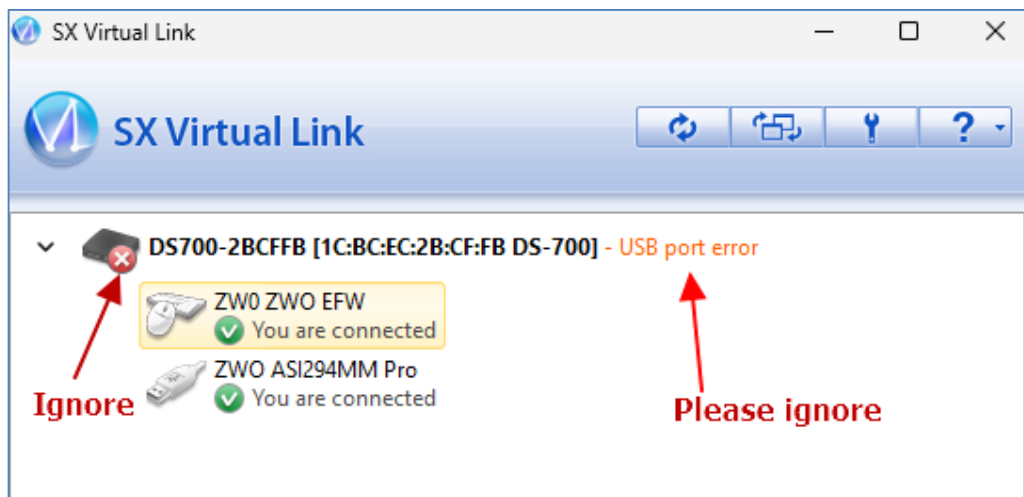 SX Virtual Link
SX Virtual Link
?
DS700-2BCFFB [1C:BC:EC:2B:CF:FB DS-700] - USB port error
ZW0 ZWO EFW
You are connected
ZWO ASI294MM Pro
You are connected
Ignore
Please ignore